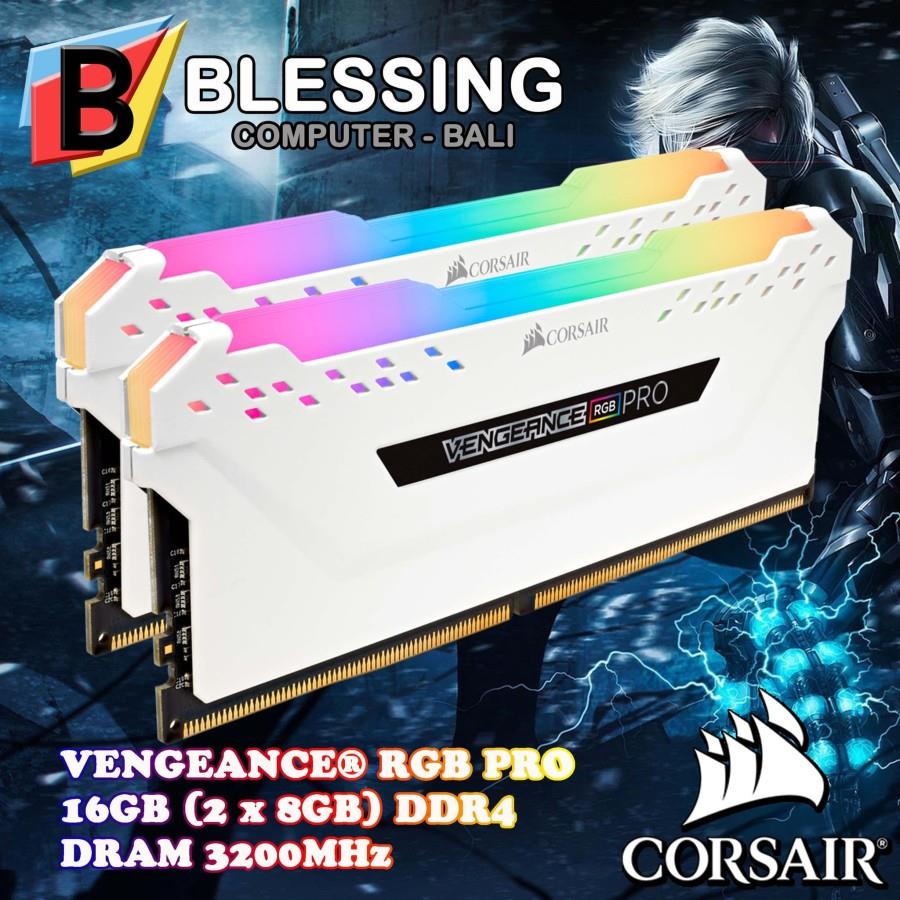 B BLESSING
COMPUTER - BALI
CORSAIR
CORSAIR
VENGEANCE RGB PRO
VENGEANCE® RGB PRO
16GB (2 x 8GB) DDR4
DRAM 3200MHz
CORSAIR®